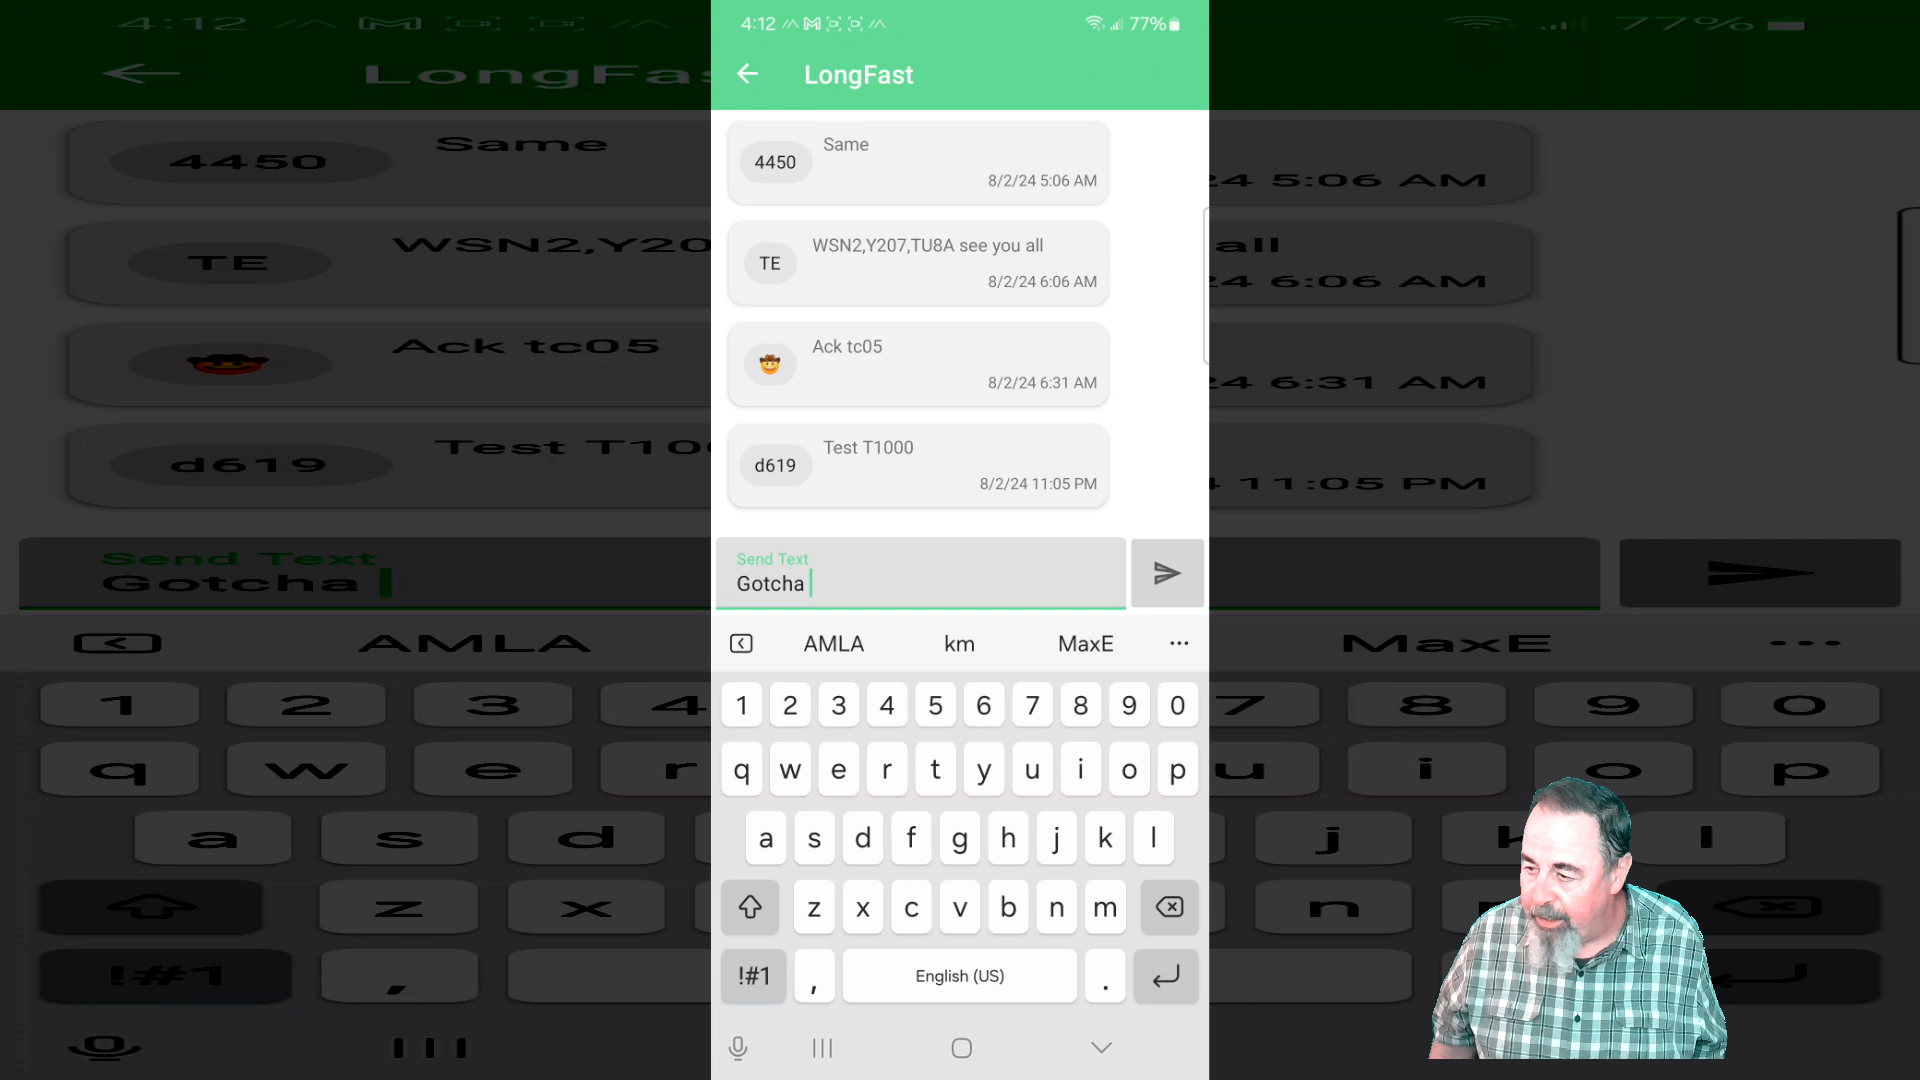 4:12 77%
LongFast
4450
Same
8/2/24 5:06 AM
TE
WSN2,Y207,TU8A see you all
8/2/24 6:06 AM
🤠
Ack tc05
8/2/24 6:31 AM
d619
Test T1000
8/2/24 11:05 PM
Send Text
Gotcha
AMLA km MaxE ...
1 2 3 4 5 6 7 8 9 0
q w e r t y u i o p
a s d f g h j k l
z x c v b n m
!#1 , English (US) .